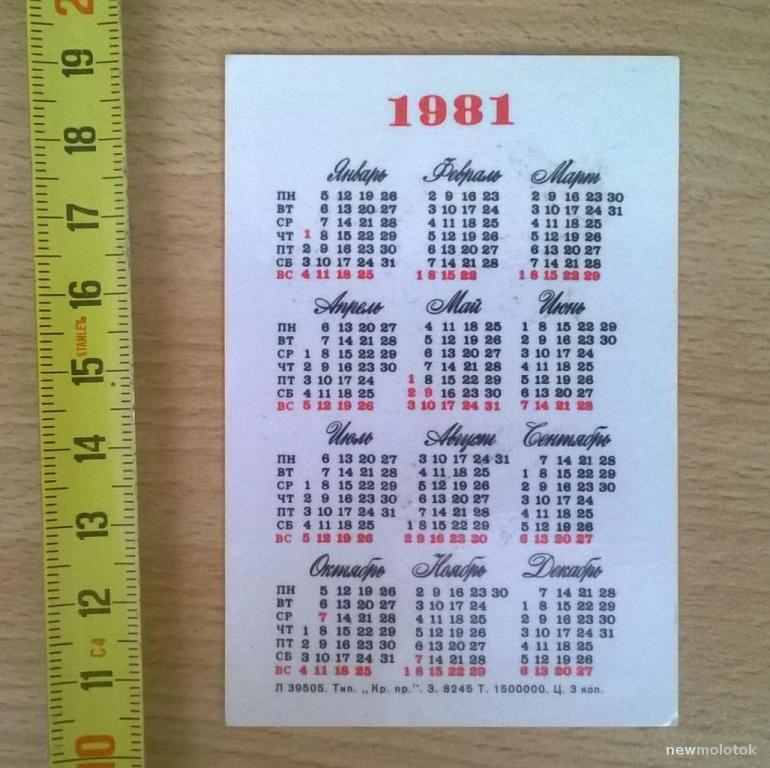 1981
Январь Февраль Март
ПН 5 12 19 26 2 9 16 23 2 9 16 23 30
ВТ 6 13 20 27 3 10 17 24 3 10 17 24 31
СР 7 14 21 28 4 11 18 25 4 11 18 25
ЧТ 1 8 15 22 29 5 12 19 26 5 12 19 26
ПТ 2 9 16 23 30 6 13 20 27 6 13 20 27
СБ 3 10 17 24 31 7 14 21 28 7 14 21 28
ВС 4 11 18 25 1 8 15 22 1 8 15 22 29
Апрель Май Июнь
ПН 6 13 20 27 4 11 18 25 1 8 15 22 29
ВТ 7 14 21 28 5 12 19 26 2 9 16 23 30
СР 1 8 15 22 29 6 13 20 27 3 10 17 24
ЧТ 2 9 16 23 30 7 14 21 28 4 11 18 25
ПТ 3 10 17 24 1 8 15 22 29 5 12 19 26
СБ 4 11 18 25 2 9 16 23 30 6 13 20 27
ВС 5 12 19 26 3 10 17 24 31 7 14 21 28
Июль Август Сентябрь
ПН 6 13 20 27 3 10 17 24 31 7 14 21 28
ВТ 7 14 21 28 4 11 18 25 1 8 15 22 29
СР 1 8 15 22 29 5 12 19 26 2 9 16 23 30
ЧТ 2 9 16 23 30 6 13 20 27 3 10 17 24
ПТ 3 10 17 24 31 7 14 21 28 4 11 18 25
СБ 4 11 18 25 1 8 15 22 29 5 12 19 26
ВС 5 12 19 26 2 9 16 23 30 6 13 20 27
Октябрь Ноябрь Декабрь
ПН 5 12 19 26 2 9 16 23 30 7 14 21 28
ВТ 6 13 20 27 3 10 17 24 1 8 15 22 29
СР 7 14 21 28 4 11 18 25 2 9 16 23 30
ЧТ 1 8 15 22 29 5 12 19 26 3 10 17 24 31
ПТ 2 9 16 23 30 6 13 20 27 4 11 18 25
СБ 3 10 17 24 31 7 14 21 28 5 12 19 26
ВС 4 11 18 25 1 8 15 22 29 6 13 20 27
Л 39505. Тип. „Кр. пр.". З. 8245 Т. 1500000. Ц. 3 коп.
2
19
18
17
16
STANLEY
15
14
13
12
C4
11
10
newmolotok